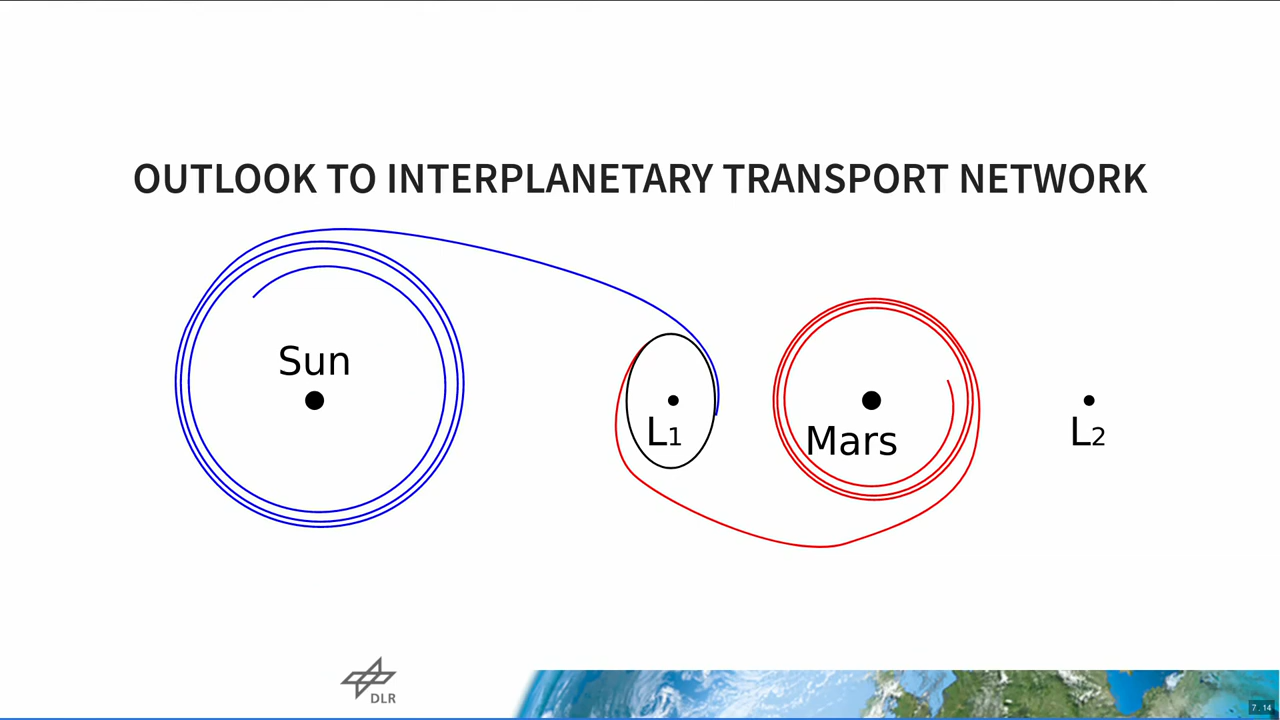 OUTLOOK TO INTERPLANETARY TRANSPORT NETWORK
Sun
L1
Mars
L2
DLR
7.14